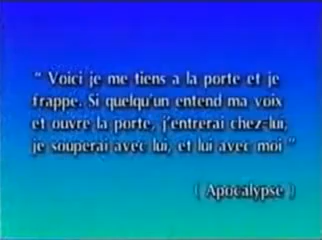 " Voici je me tiens a la porte et je
frappe. Si quelqu'un entend ma voix
et ouvre la porte, j'entrerai chez-lui,
je souperai avec lui, et lui avec moi "
( Apocalypse )